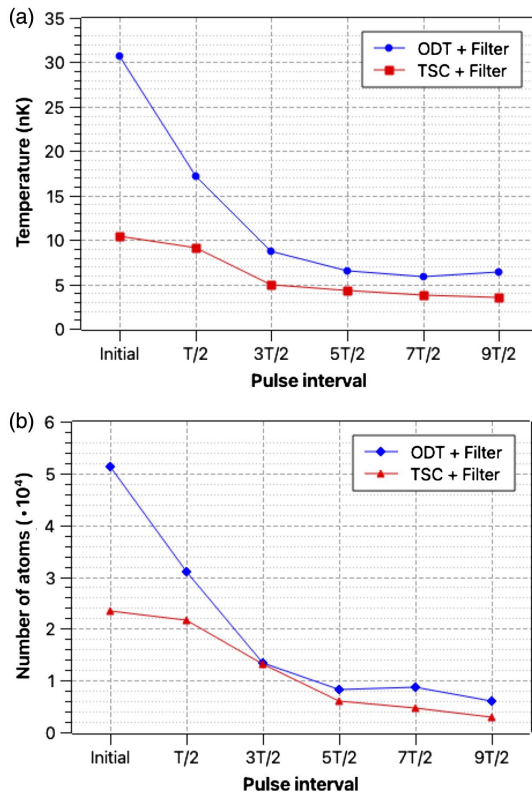 (a)
35
30
25
20
15
10
5
0
Temperature (nK)
ODT + Filter
TSC + Filter
Initial T/2 3T/2 5T/2 7T/2 9T/2
Pulse interval
(b)
6
5
4
3
2
1
0
Number of atoms (·10⁴)
ODT + Filter
TSC + Filter
Initial T/2 3T/2 5T/2 7T/2 9T/2
Pulse interval